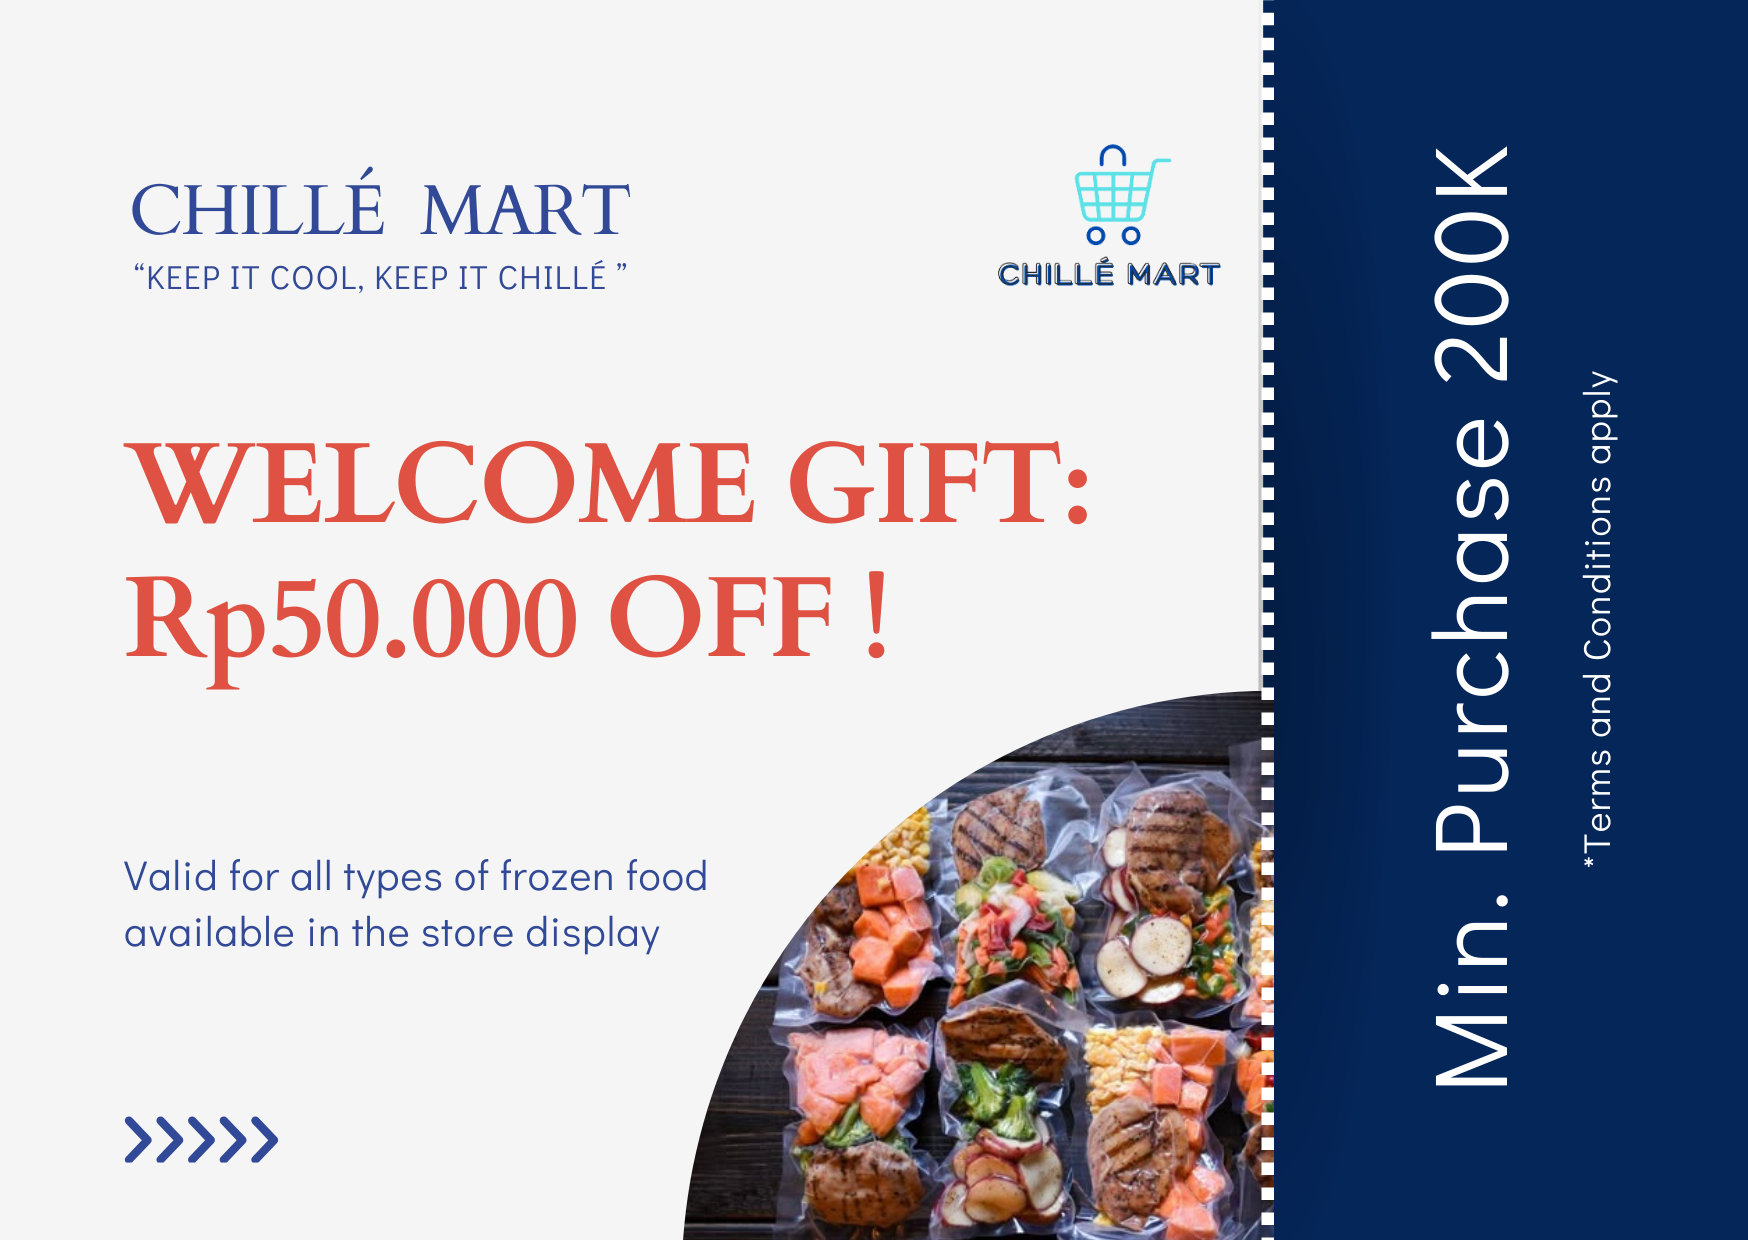 CHILLÉ MART
“KEEP IT COOL, KEEP IT CHILLÉ ”
CHILLÉ MART
WELCOME GIFT:
Rp50.000 OFF !
Valid for all types of frozen food
available in the store display
Min. Purchase 200K
*Terms and Conditions apply